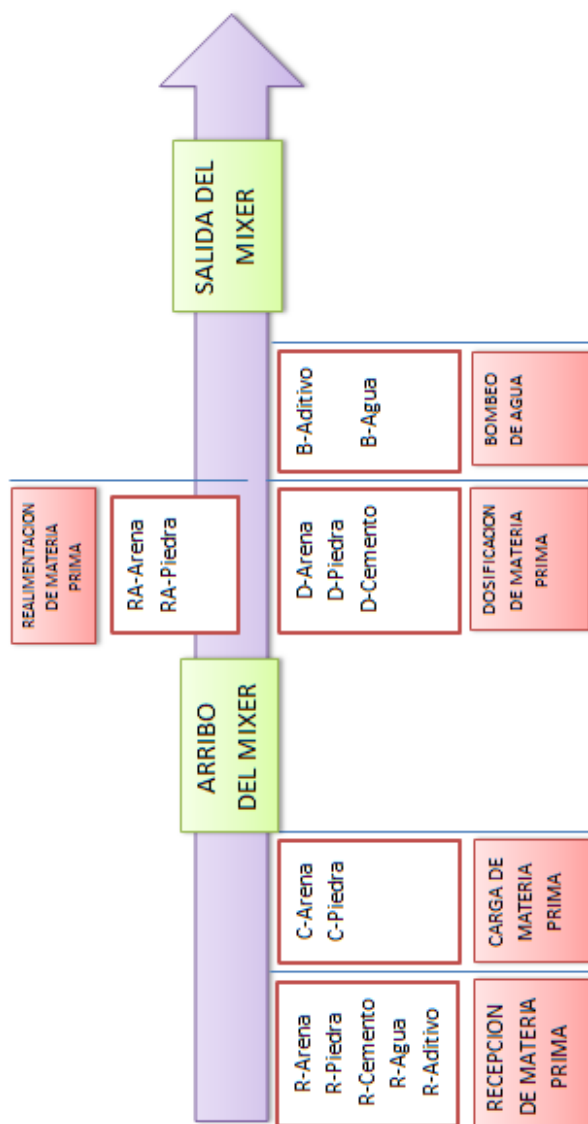 REALIMENTACION
DE MATERIA
PRIMA
RA-Arena
RA-Piedra
ARRIBO
DEL MIXER
SALIDA DEL
MIXER
R-Arena
R-Piedra
R-Cemento
R-Agua
R-Aditivo
C-Arena
C-Piedra
D-Arena
D-Piedra
D-Cemento
B-Aditivo
B-Agua
RECEPCION
DE MATERIA
PRIMA
CARGA DE
MATERIA
PRIMA
DOSIFICACION
DE MATERIA
PRIMA
BOMBEO
DE AGUA